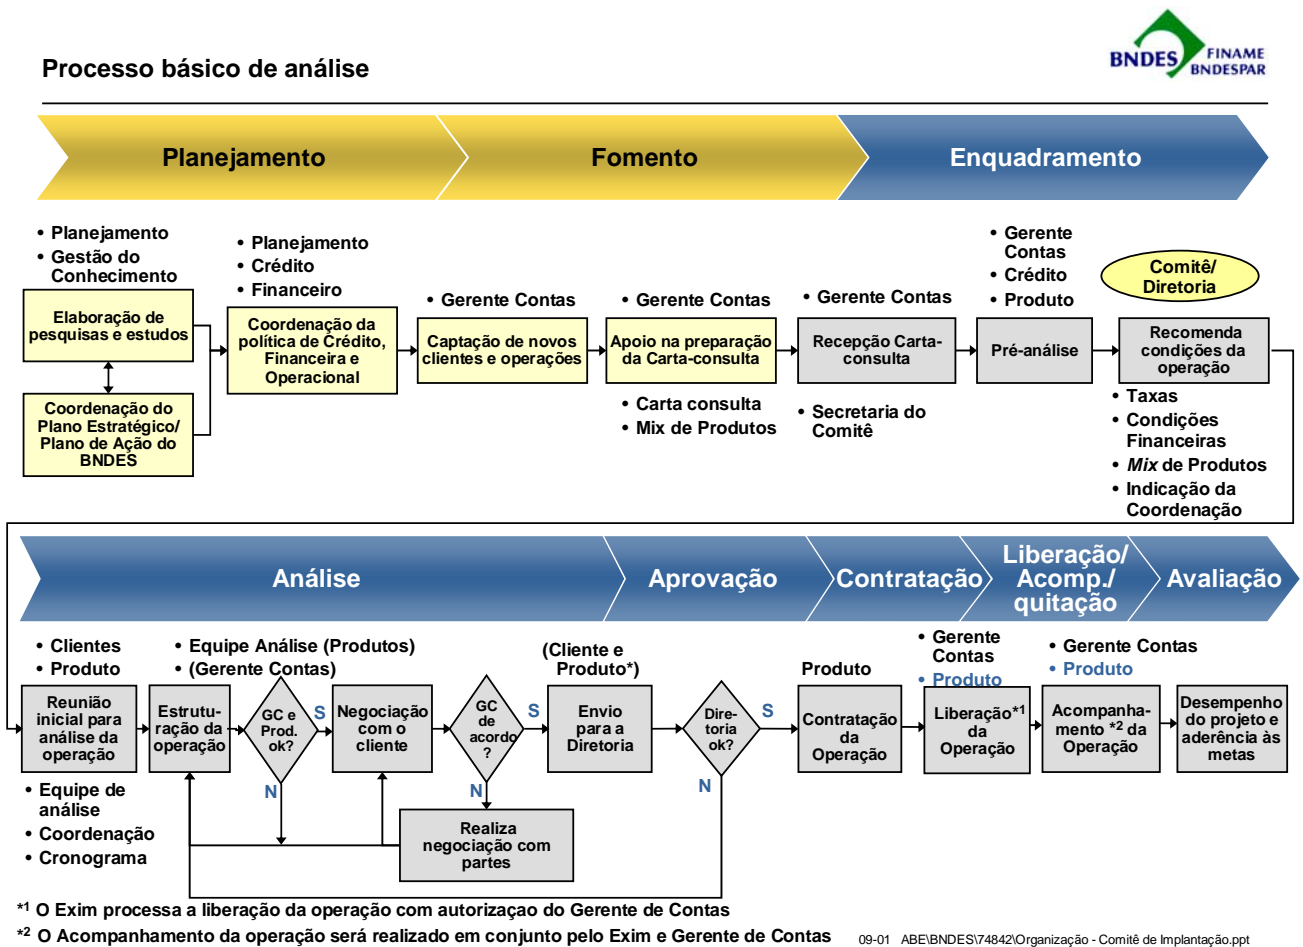 BNDES
FINAME
BNDESPAR
Processo básico de análise
Planejamento
Fomento
Enquadramento
• Planejamento
• Gestão do
Conhecimento
• Planejamento
• Crédito
• Financeiro
• Gerente Contas
• Gerente Contas
• Gerente Contas
• Gerente
Contas
• Crédito
• Produto
Comitê/
Diretoria
Elaboração de
pesquisas e estudos
Coordenação do
Plano Estratégico/
Plano de Ação do
BNDES
Coordenação da
política de Crédito,
Financeira e
Operacional
Captação de novos
clientes e operações
Apoio na preparação
da Carta-consulta
Recepção Carta-
consulta
Pré-análise
Recomenda
condições da
operação
• Carta consulta
• Mix de Produtos
• Secretaria do
Comitê
• Taxas
• Condições
Financeiras
• Mix de Produtos
• Indicação da
Coordenação
Análise
Aprovação
Contratação
Liberação/
Acomp./
quitação
Avaliação
• Clientes
• Produto
• Equipe Análise (Produtos)
• (Gerente Contas)
(Cliente e
Produto*)
Produto
• Gerente
Contas
• Produto
• Gerente Contas
• Produto
Reunião
inicial para
análise da
operação
Estrutu-
ração da
operação
GC e
Prod.
ok?
S
N
Negociação
com o
cliente
GC
de
acordo
?
S
N
Envio
para a
Diretoria
Dire-
toria
ok?
S
N
Contratação
da
Operação
Liberação*1
da
Operação
Acompanha-
mento *2 da
Operação
Desempenho
do projeto e
aderência às
metas
• Equipe de
análise
• Coordenação
• Cronograma
Realiza
negociação com
partes
*1 O Exim processa a liberação da operação com autorizaçao do Gerente de Contas
*2 O Acompanhamento da operação será realizado em conjunto pelo Exim e Gerente de Contas
09-01 ABE\BNDES\74842\Organização - Comitê de Implantação.ppt